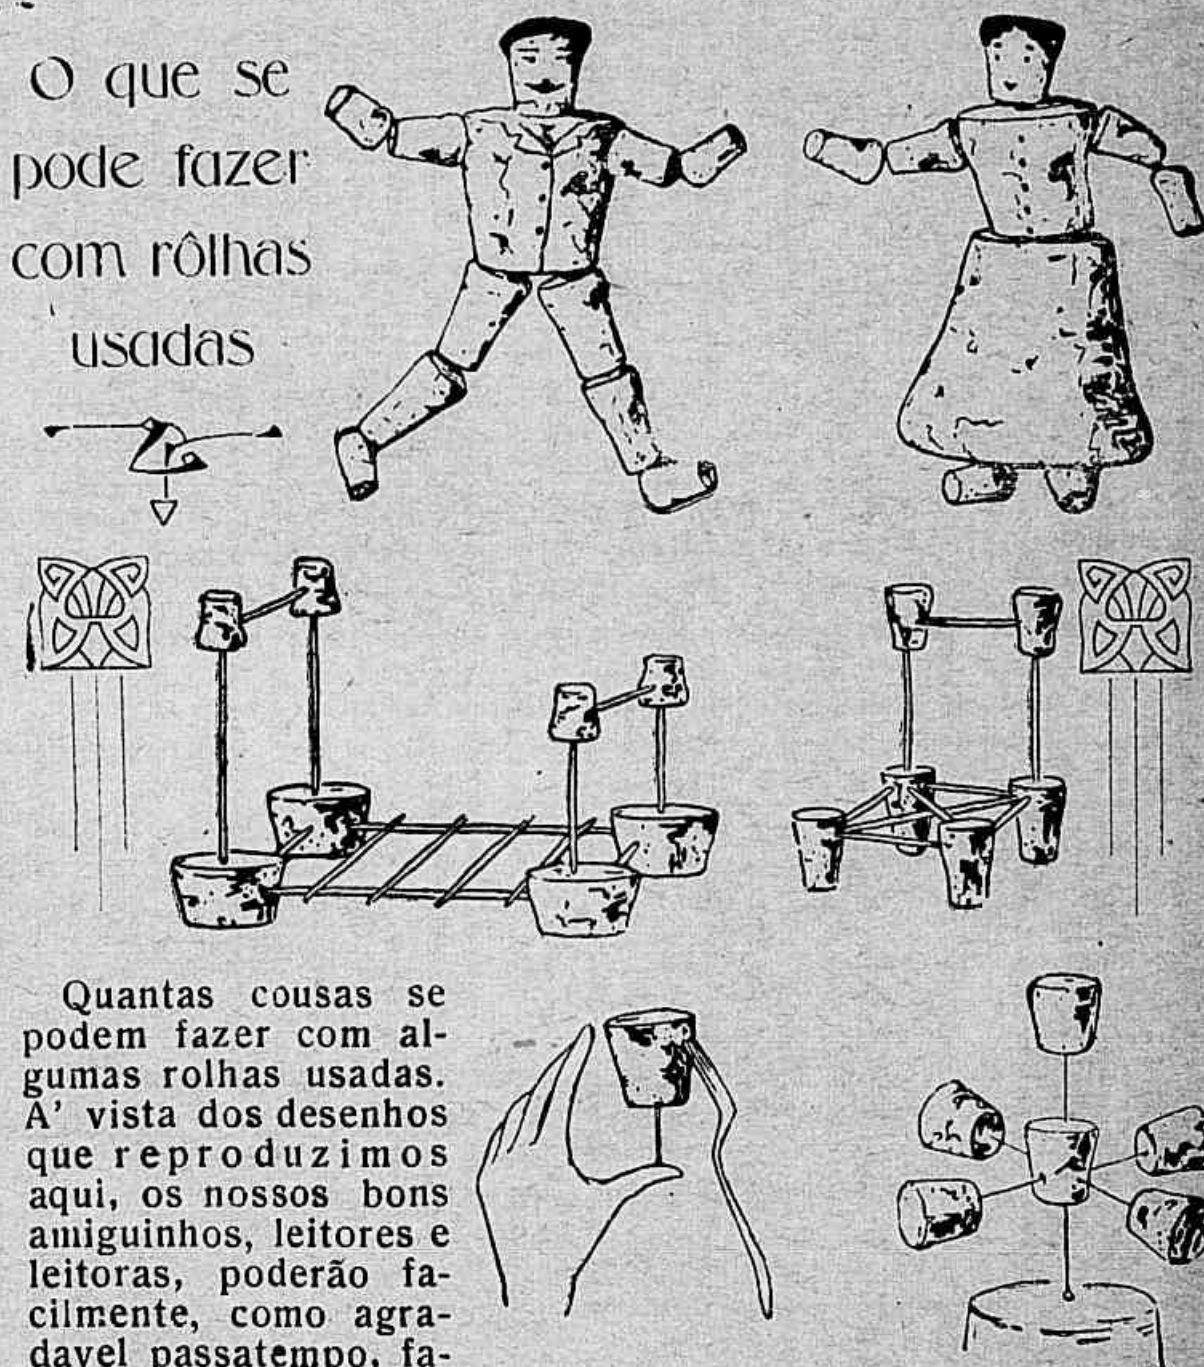 O que se
pode fazer
com rôlhas
usadas
Quantas cousas se
podem fazer com al-
gumas rolhas usadas.
A' vista dos desenhos
que reproduzimos
aqui, os nossos bons
amiguinhos, leitores e
leitoras, poderão fa-
cilmente, como agra-
davel passatempo, fa-